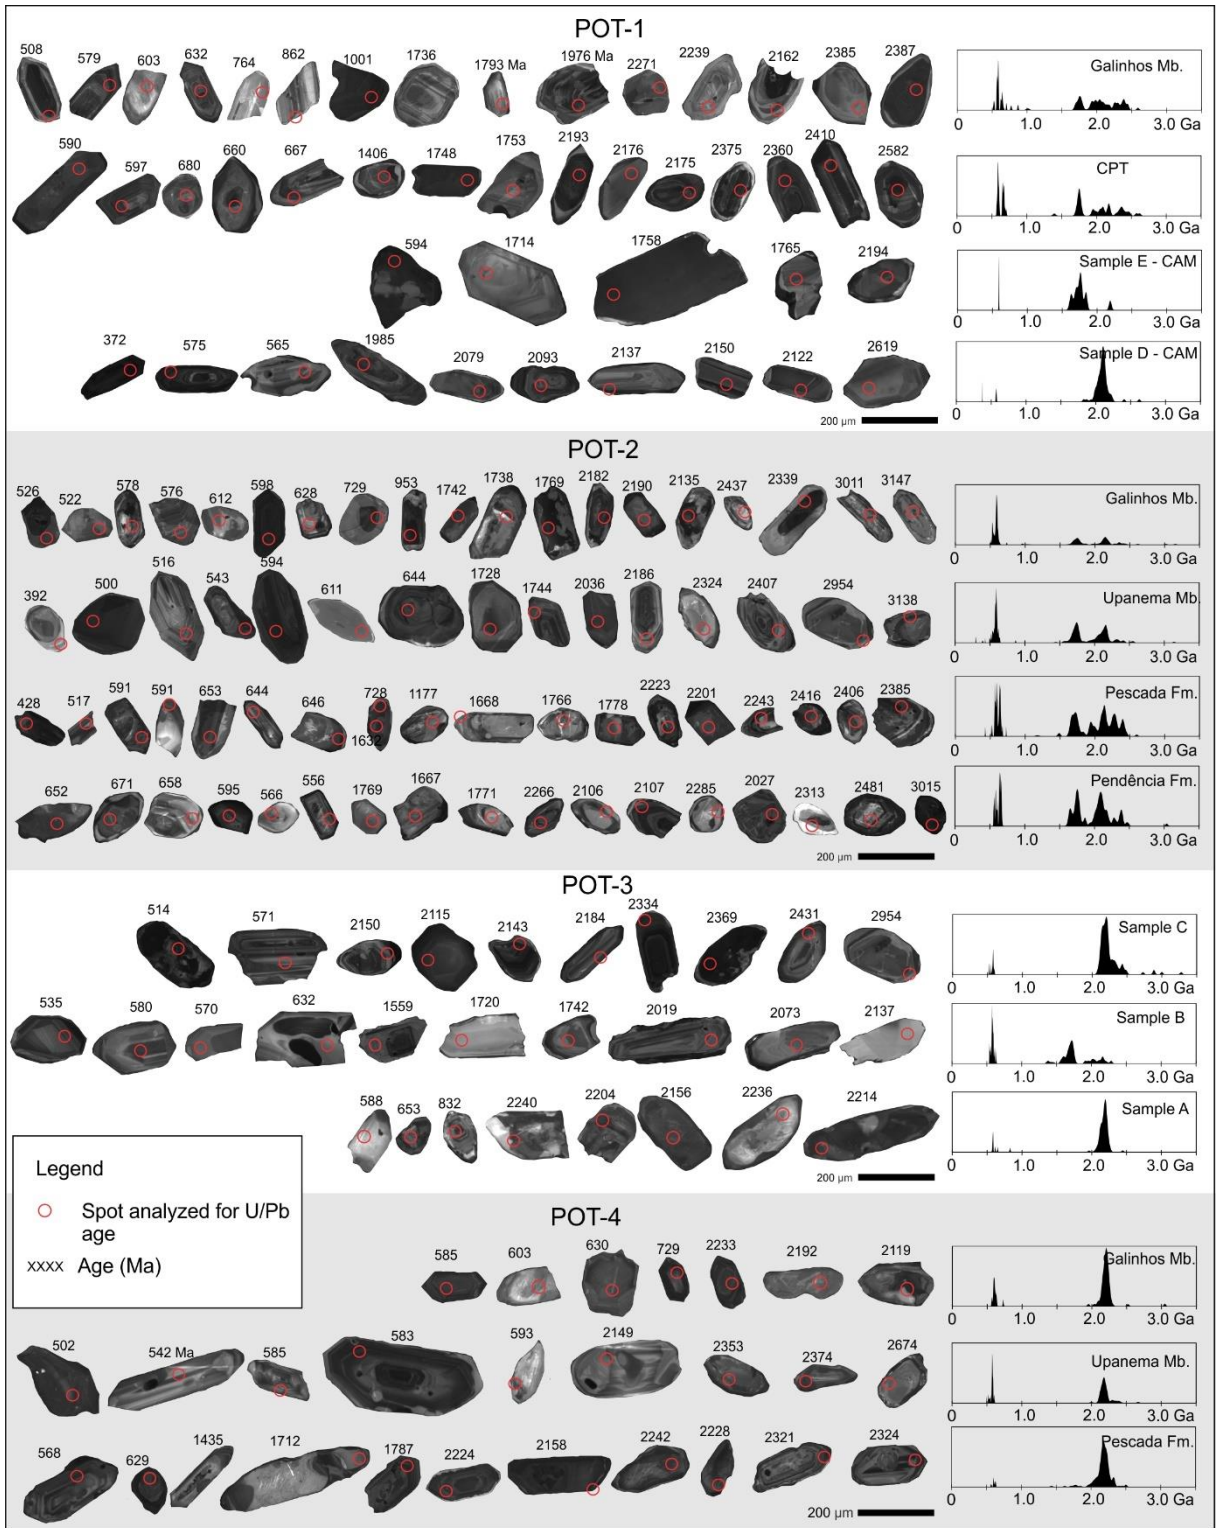 POT-1
508 579 603 632 764 862 1001 1736 1793 Ma 1976 Ma 2271 2239 2162 2385 2387
Galinhos Mb.
0 1.0 2.0 3.0 Ga
590 597 680 660 667 1406 1748 1753 2193 2176 2175 2375 2360 2410 2582
CPT
0 1.0 2.0 3.0 Ga
594 1714 1758 1765 2194
Sample E - CAM
0 1.0 2.0 3.0 Ga
372 575 565 1985 2079 2093 2137 2150 2122 2619
Sample D - CAM
0 1.0 2.0 3.0 Ga
200 µm
POT-2
526 522 578 576 612 598 628 729 953 1742 1738 1769 2182 2190 2135 2437 2339 3011 3147
Galinhos Mb.
0 1.0 2.0 3.0 Ga
392 500 516 543 594 611 644 1728 1744 2036 2186 2324 2407 2954 3138
Upanema Mb.
0 1.0 2.0 3.0 Ga
428 517 591 591 653 644 646 728 1632 1177 1668 1766 1778 2223 2201 2243 2416 2406 2385
Pescada Fm.
0 1.0 2.0 3.0 Ga
652 671 658 595 566 556 1769 1667 1771 2266 2106 2107 2285 2027 2313 2481 3015
Pendência Fm.
0 1.0 2.0 3.0 Ga
200 µm
POT-3
514 571 2150 2115 2143 2184 2334 2369 2431 2954
Sample C
0 1.0 2.0 3.0 Ga
535 580 570 632 1559 1720 1742 2019 2073 2137
Sample B
0 1.0 2.0 3.0 Ga
588 653 832 2240 2204 2156 2236 2214
Sample A
0 1.0 2.0 3.0 Ga
200 µm
Legend
Spot analyzed for U/Pb
age
xxxx Age (Ma)
POT-4
585 603 630 729 2233 2192 2119
Galinhos Mb.
0 1.0 2.0 3.0 Ga
502 542 Ma 585 583 593 2149 2353 2374 2674
Upanema Mb.
0 1.0 2.0 3.0 Ga
568 629 1435 1712 1787 2224 2158 2242 2228 2321 2324
Pescada Fm.
0 1.0 2.0 3.0 Ga
200 µm